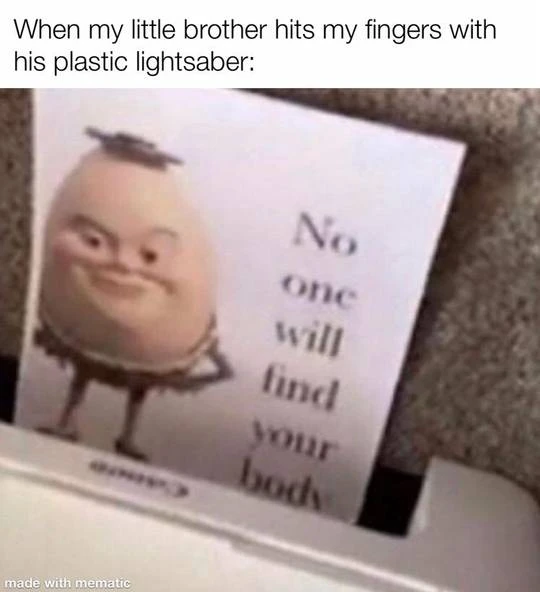 When my little brother hits my fingers with
his plastic lightsaber:
No
one
will
find
your
body
Canon
made with mematic